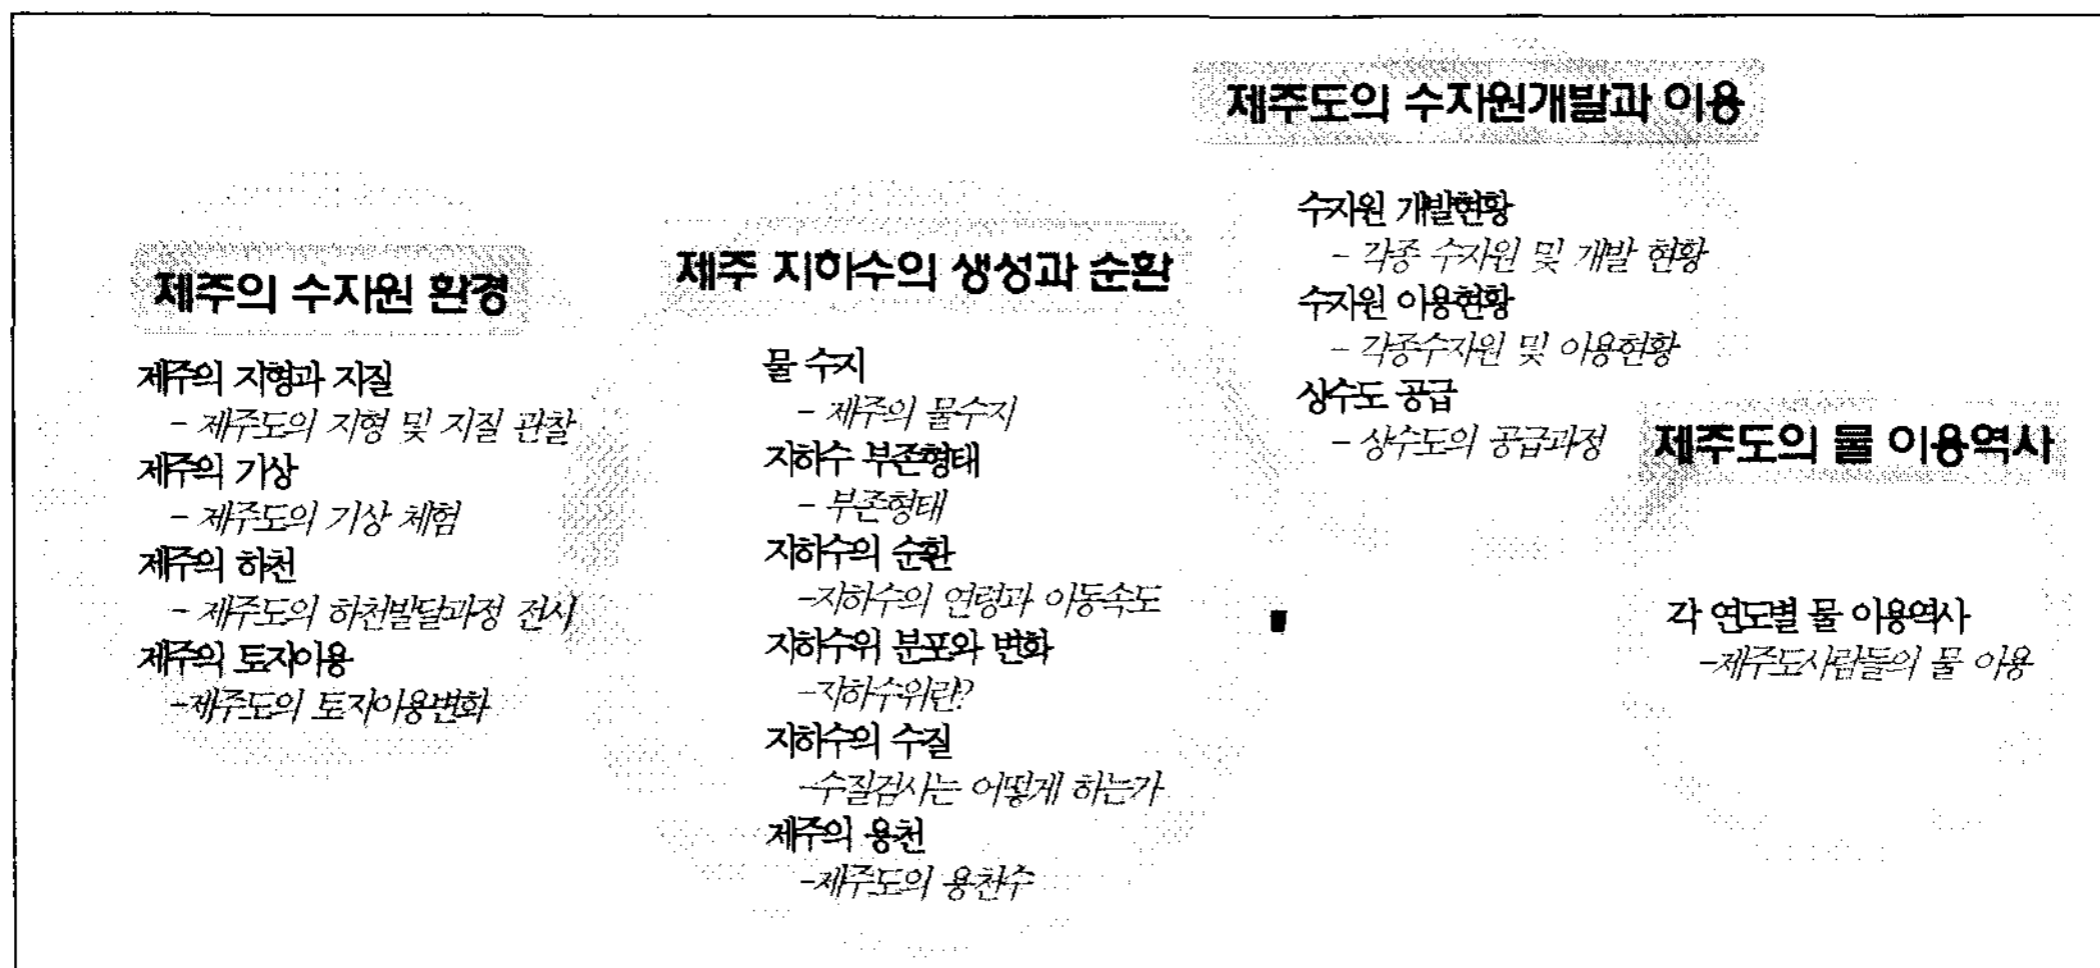 제주의 수자원 환경
제주의 지형과 지질
- 제주도의 지형 및 지질 관찰
제주의 기상
- 제주도의 기상 체험
제주의 하천
- 제주도의 하천발달과정 전시
제주의 토지이용
-제주도의 토지이용변화
제주 지하수의 생성과 순환
물 수지
- 제주의 물수지
지하수 부존형태
- 부존형태
지하수의 순환
-지하수의 연령과 이동속도
지하수위 분포와 변화
-지하수위란?
지하수의 수질
-수질검사는 어떻게 하는가
제주의 용천
-제주도의 용천수
제주도의 수자원개발과 이용
수자원 개발현황
- 각종 수자원 및 개발 현황
수자원 이용현황
- 각종수자원 및 이용현황
상수도 공급
- 상수도의 공급과정
제주도의 물 이용역사
각 연도별 물 이용역사
-제주도사람들의 물 이용